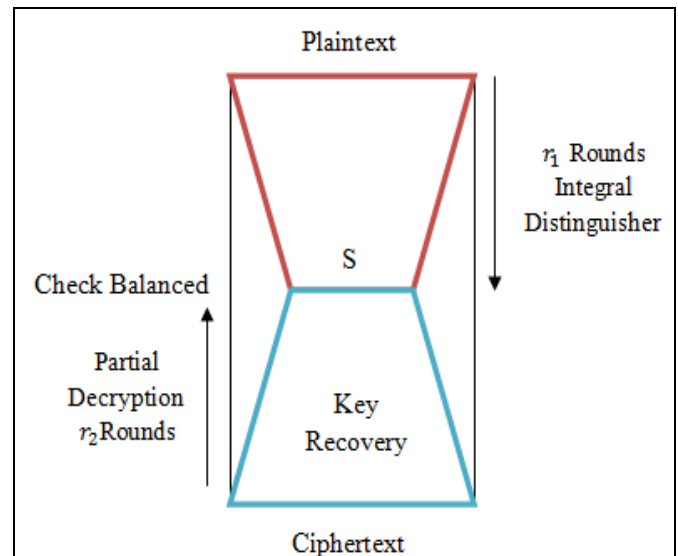 Plaintext
r₁ Rounds
Integral
Distinguisher
S
Check Balanced
Partial
Decryption
r₂Rounds
Key
Recovery
Ciphertext